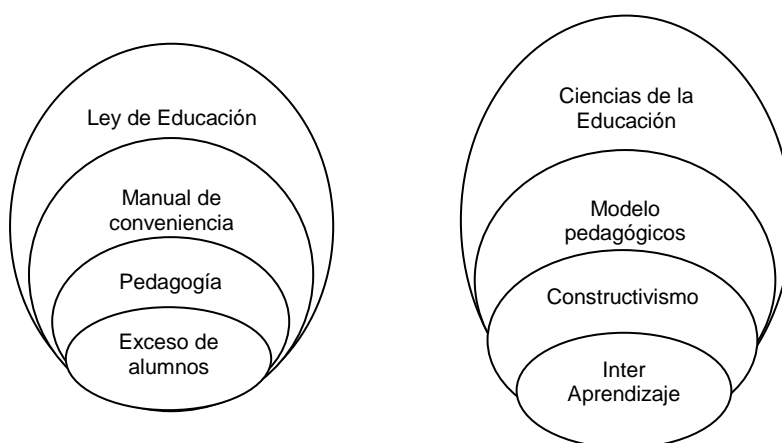 Ley de Educación
Manual de
conveniencia
Pedagogía
Exceso de
alumnos
Ciencias de la
Educación
Modelo
pedagógicos
Constructivismo
Inter
Aprendizaje